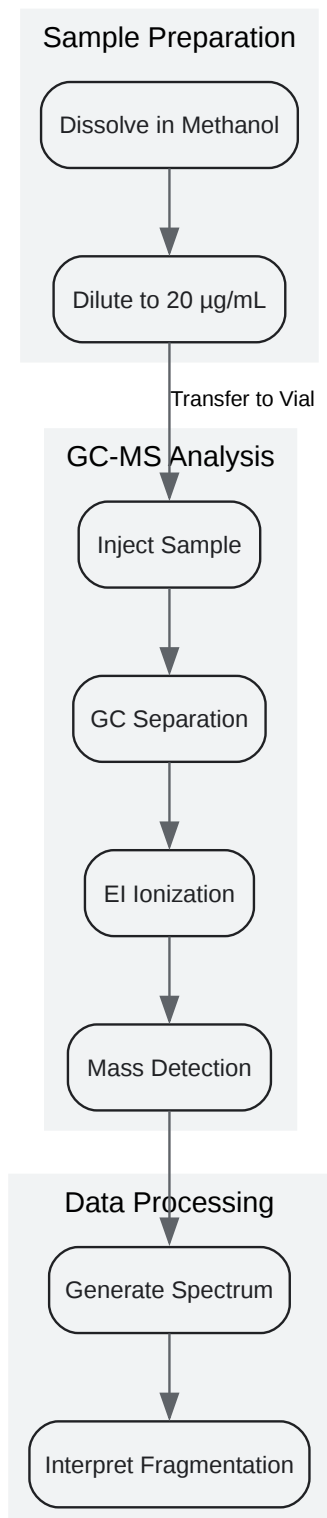 Sample Preparation
Dissolve in Methanol
Dilute to 20 µg/mL
Transfer to Vial
GC-MS Analysis
Inject Sample
GC Separation
EI Ionization
Mass Detection
Data Processing
Generate Spectrum
Interpret Fragmentation